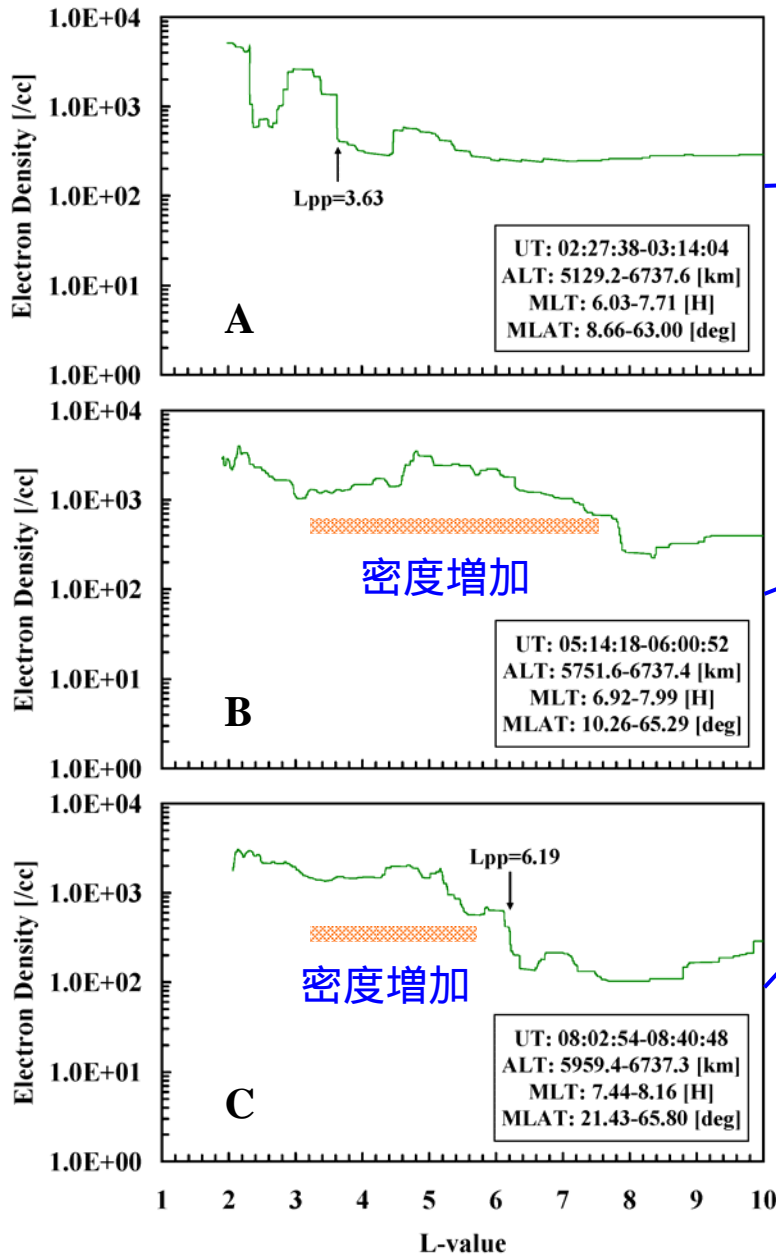 1.0E+04
1.0E+03
1.0E+02
1.0E+01
1.0E+00
Electron Density [/cc]
Lpp=3.63
UT: 02:27:38-03:14:04
ALT: 5129.2-6737.6 [km]
MLT: 6.03-7.71 [H]
MLAT: 8.66-63.00 [deg]
A
1.0E+04
1.0E+03
1.0E+02
1.0E+01
1.0E+00
Electron Density [/cc]
密度増加
UT: 05:14:18-06:00:52
ALT: 5751.6-6737.4 [km]
MLT: 6.92-7.99 [H]
MLAT: 10.26-65.29 [deg]
B
1.0E+04
1.0E+03
1.0E+02
1.0E+01
1.0E+00
Electron Density [/cc]
Lpp=6.19
密度増加
UT: 08:02:54-08:40:48
ALT: 5959.4-6737.3 [km]
MLT: 7.44-8.16 [H]
MLAT: 21.43-65.80 [deg]
C
1 2 3 4 5 6 7 8 9 10
L-value